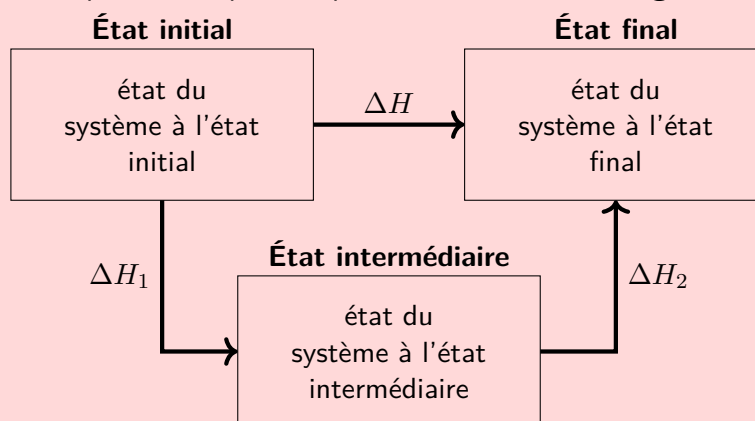 État initial
État final
état du
système à l'état
initial
ΔH
état du
système à l'état
final
ΔH₁
État intermédiaire
ΔH₂
état du
système à l'état
intermédiaire